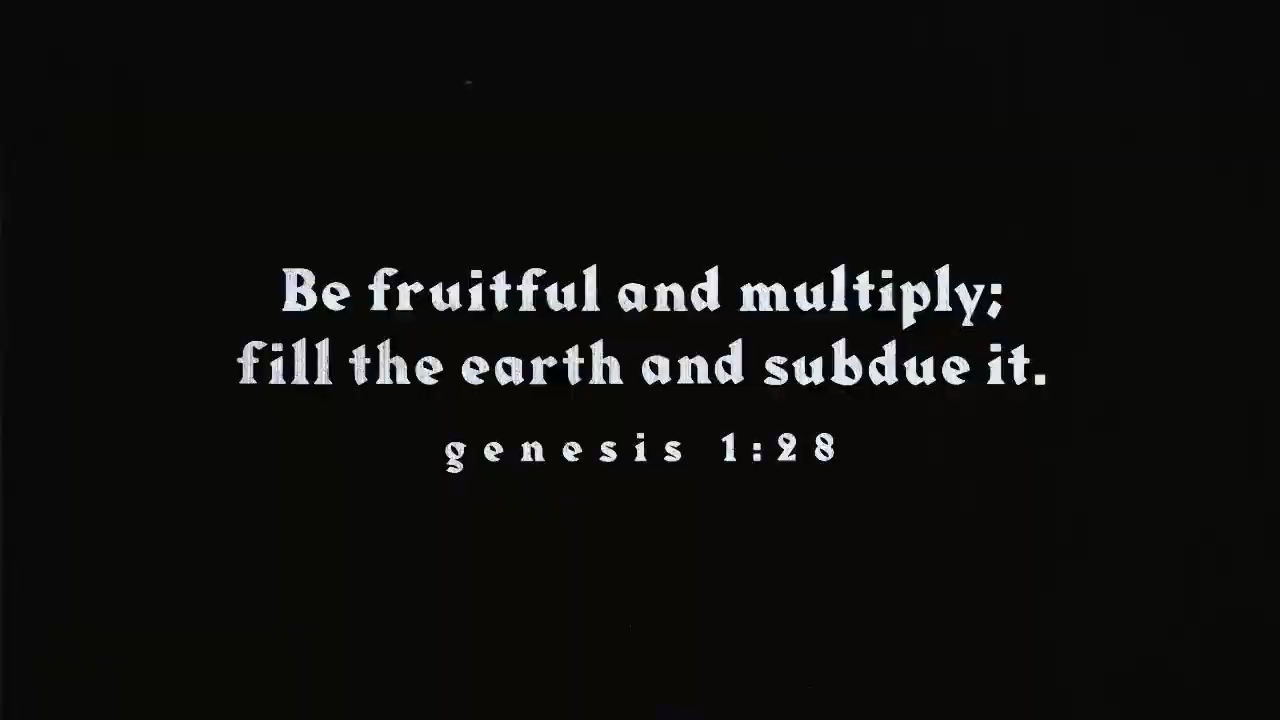 Be fruitful and multiply;
fill the earth and subdue it.
genesis 1:28